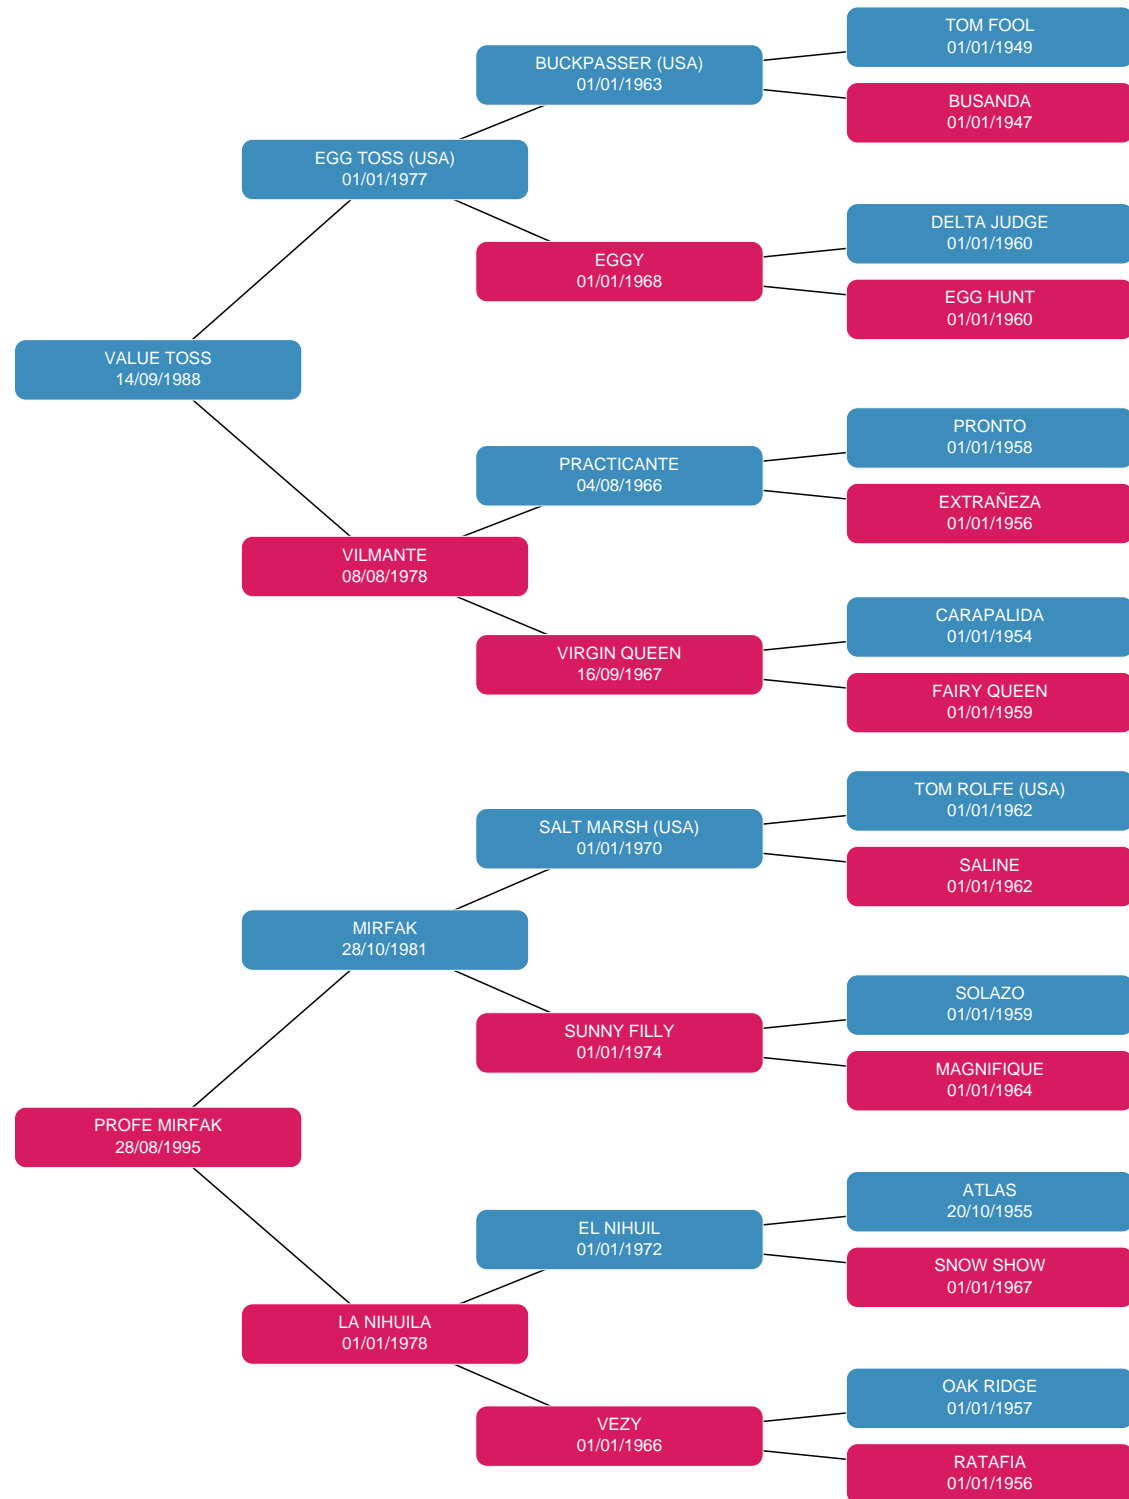 TOM FOOL
01/01/1949
BUCKPASSER (USA)
01/01/1963
BUSANDA
01/01/1947
EGG TOSS (USA)
01/01/1977
DELTA JUDGE
01/01/1960
EGGY
01/01/1968
EGG HUNT
01/01/1960
VALUE TOSS
14/09/1988
PRONTO
01/01/1958
PRACTICANTE
04/08/1966
EXTRAÑEZA
01/01/1956
VILMANTE
08/08/1978
CARAPALIDA
01/01/1954
VIRGIN QUEEN
16/09/1967
FAIRY QUEEN
01/01/1959
TOM ROLFE (USA)
01/01/1962
SALT MARSH (USA)
01/01/1970
SALINE
01/01/1962
MIRFAK
28/10/1981
SOLAZO
01/01/1959
SUNNY FILLY
01/01/1974
MAGNIFIQUE
01/01/1964
PROFE MIRFAK
28/08/1995
ATLAS
20/10/1955
EL NIHUIL
01/01/1972
SNOW SHOW
01/01/1967
LA NIHUILA
01/01/1978
OAK RIDGE
01/01/1957
VEZY
01/01/1966
RATAFIA
01/01/1956